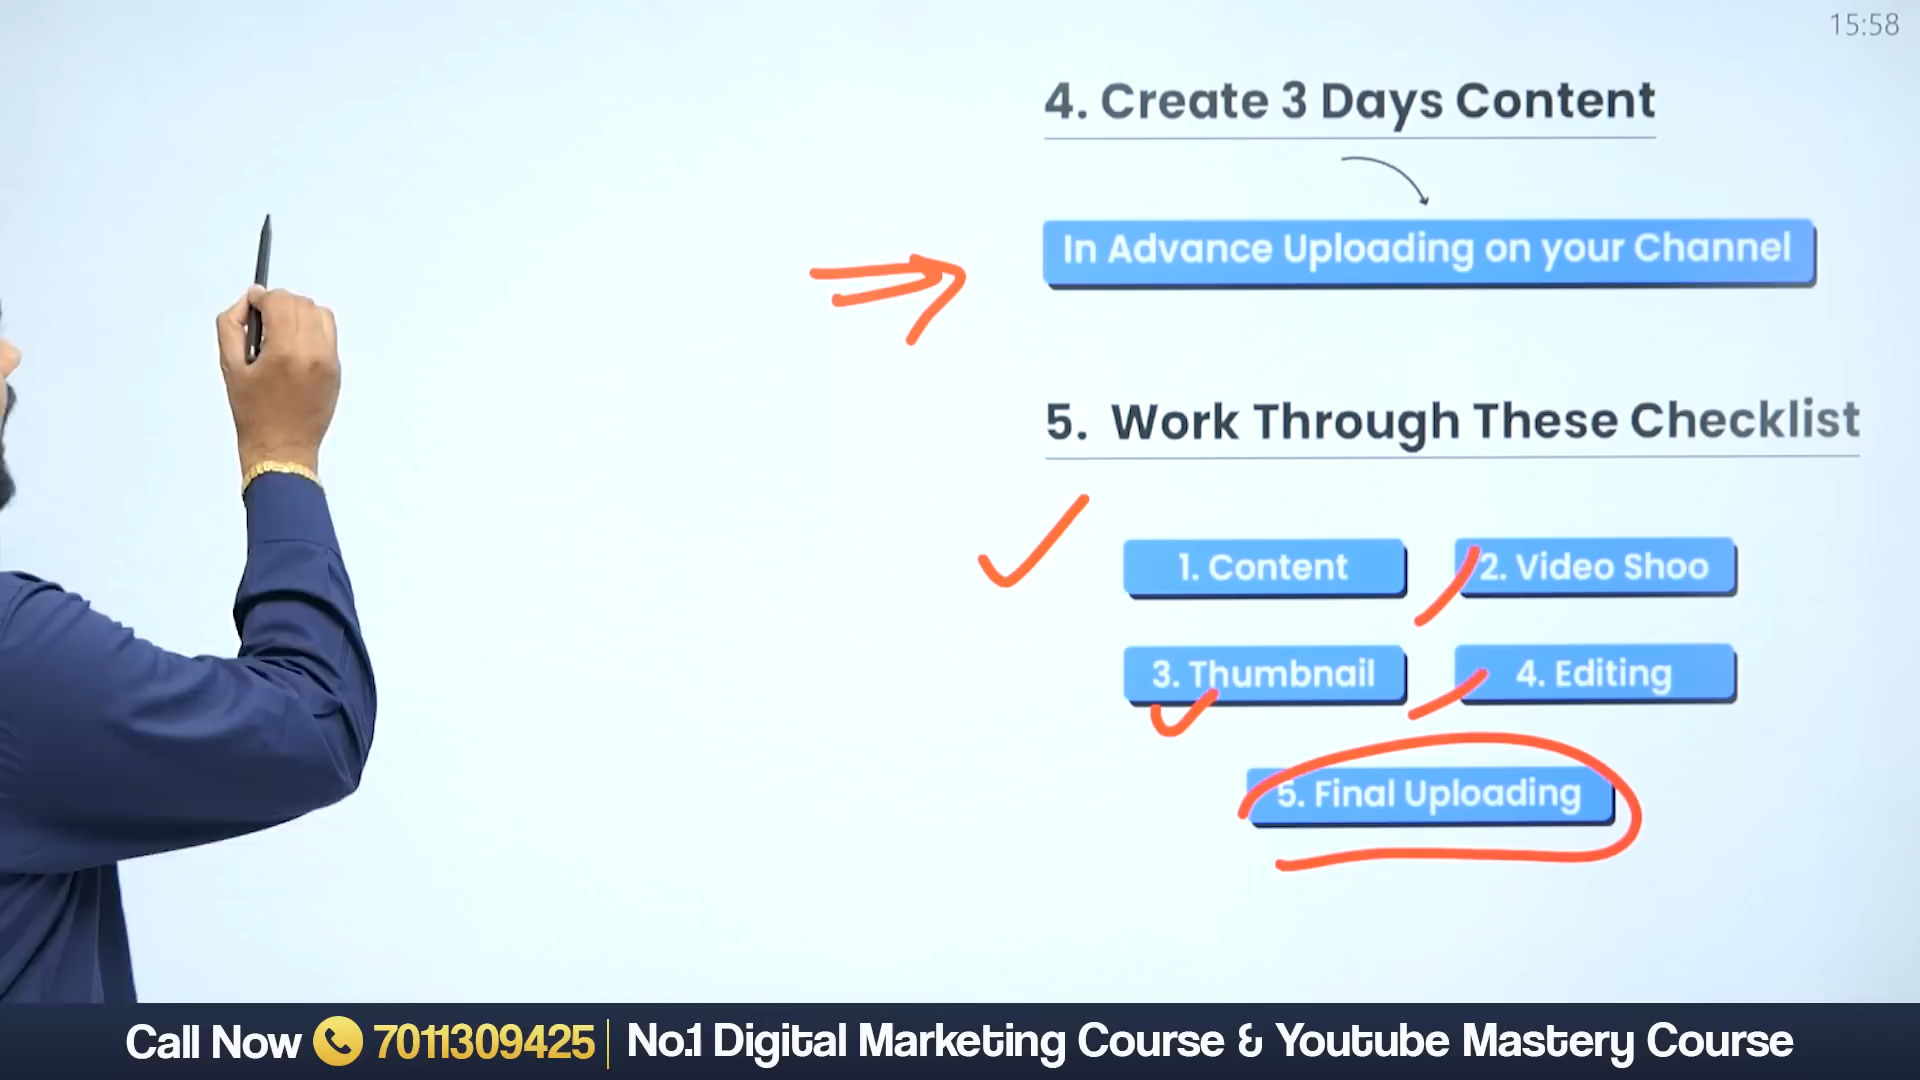 15:58
4. Create 3 Days Content
In Advance Uploading on your Channel
5. Work Through These Checklist
1. Content
2. Video Shoo
3. Thumbnail
4. Editing
5. Final Uploading
Call Now 7011309425 No.1 Digital Marketing Course & Youtube Mastery Course